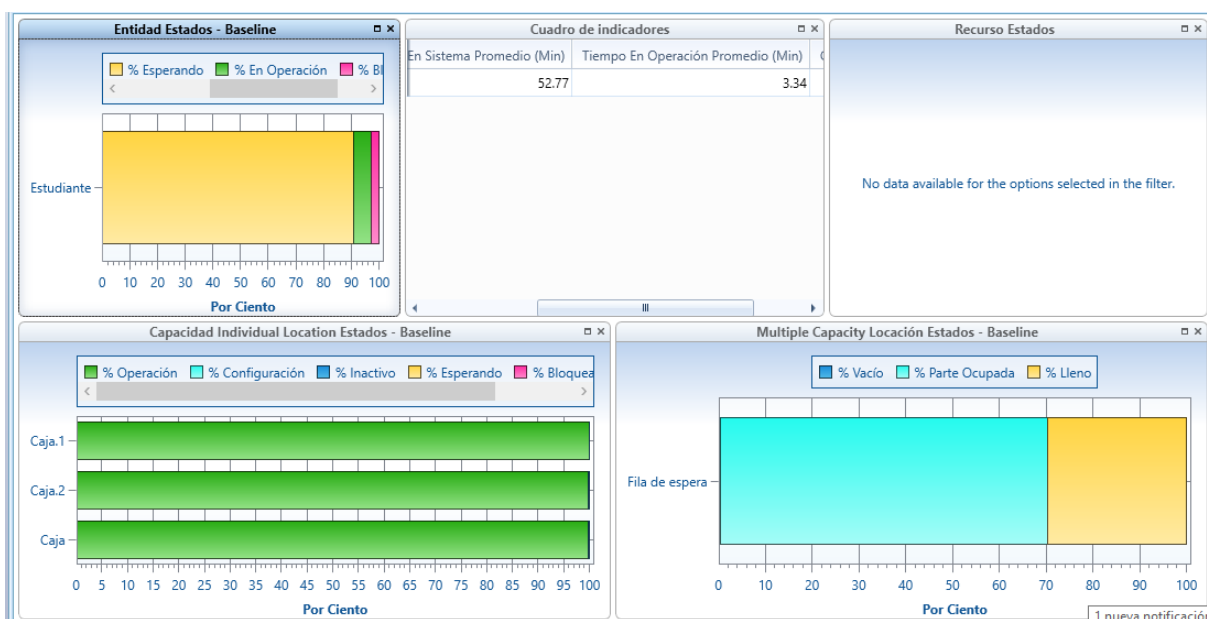 Entidad Estados - Baseline
% Esperando % En Operación % Bl
Estudiante
0 10 20 30 40 50 60 70 80 90 100
Por Ciento
Cuadro de indicadores
En Sistema Promedio (Min) Tiempo En Operación Promedio (Min)
52.77 3.34
Recurso Estados
No data available for the options selected in the filter.
Capacidad Individual Location Estados - Baseline
% Operación % Configuración % Inactivo % Esperando % Bloquea
Caja.1
Caja.2
Caja
0 5 10 15 20 25 30 35 40 45 50 55 60 65 70 75 80 85 90 95 100
Por Ciento
Multiple Capacity Locación Estados - Baseline
% Vacío % Parte Ocupada % Lleno
Fila de espera
0 10 20 30 40 50 60 70 80 90 100
Por Ciento
1 nueva notificación